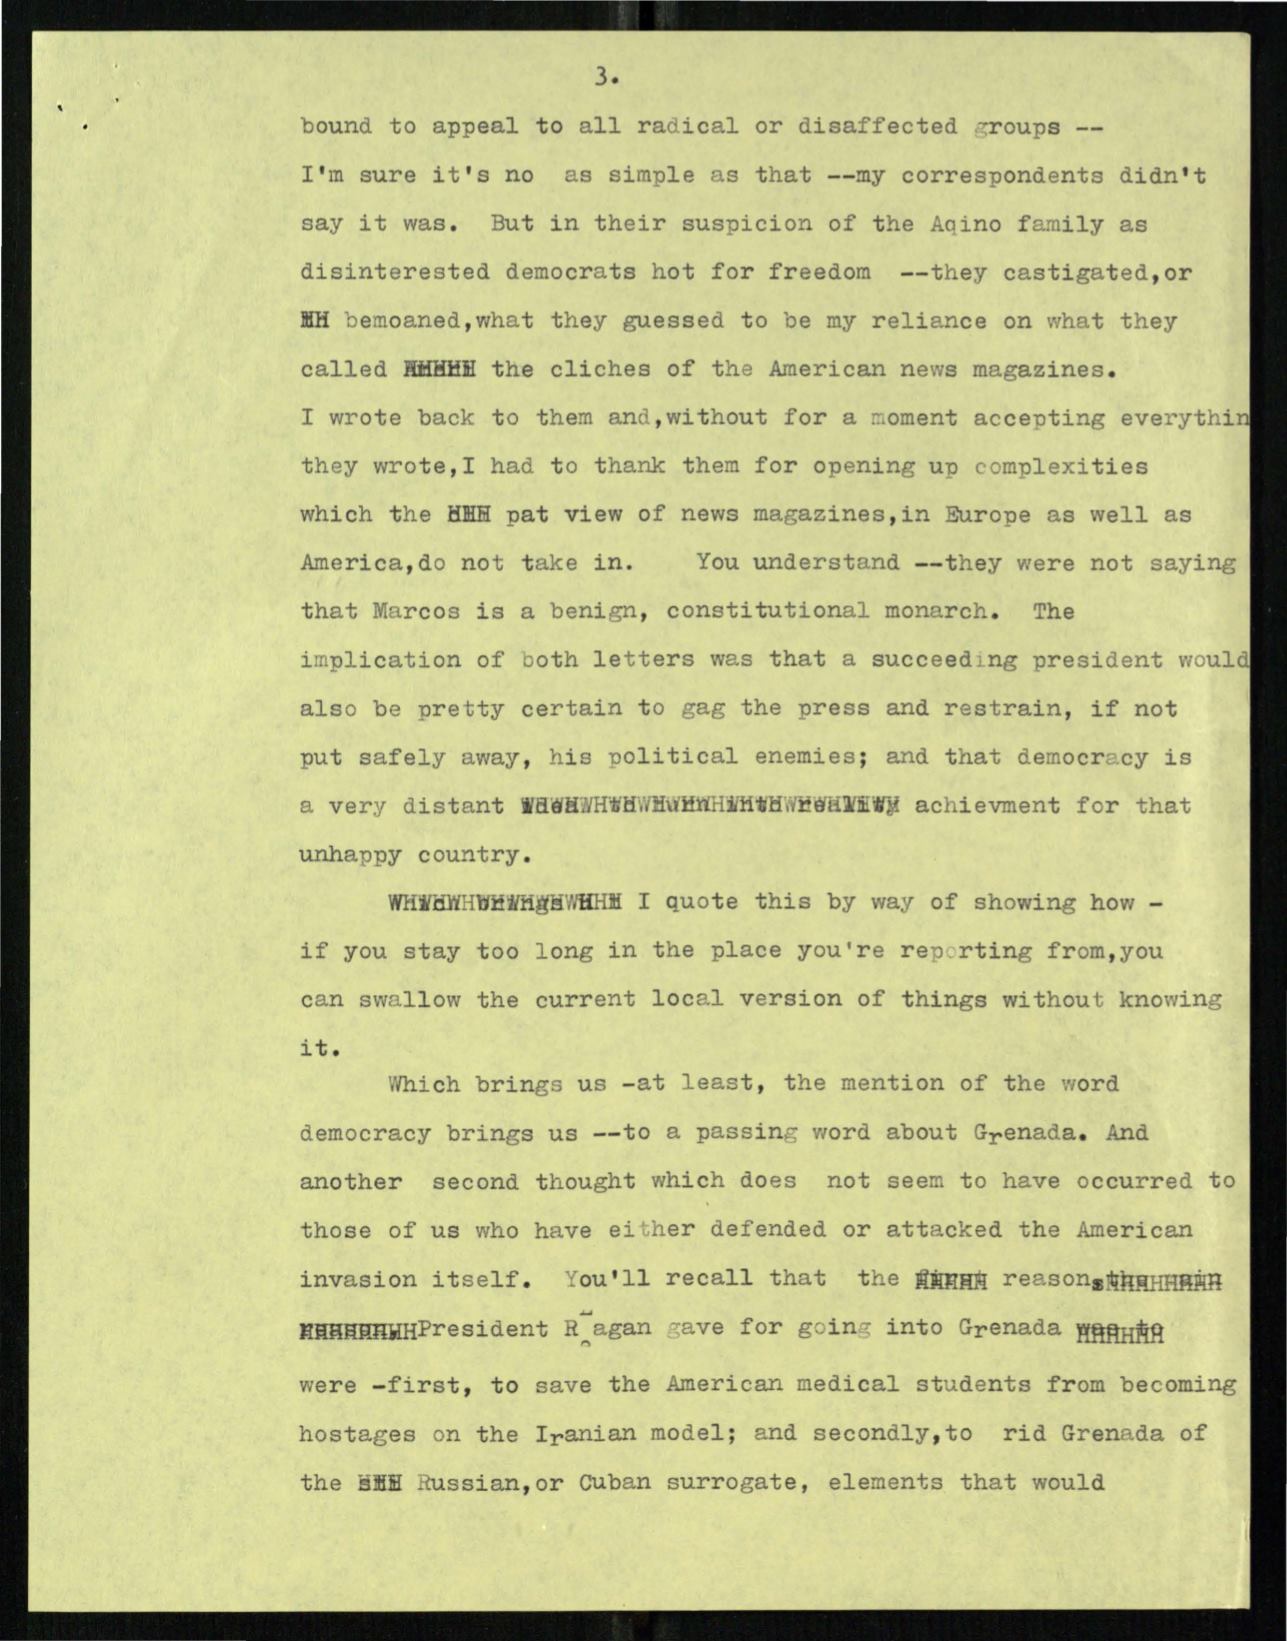 3.
bound to appeal to all radical or disaffected groups --
I'm sure it's no  as simple as that --my correspondents didn't
say it was.  But in their suspicion of the Aqino family as
disinterested democrats hot for freedom  --they castigated,or
bemoaned,what they guessed to be my reliance on what they
called the cliches of the American news magazines.
I wrote back to them and,without for a moment accepting everythin
they wrote,I had to thank them for opening up complexities
which the pat view of news magazines,in Europe as well as
America,do not take in.    You understand --they were not saying
that Marcos is a benign, constitutional monarch.  The
implication of both letters was that a succeeding president would
also be pretty certain to gag the press and restrain, if not
put safely away, his political enemies; and that democracy is
a very distant achievment for that
unhappy country.
I quote this by way of showing how -
if you stay too long in the place you're reporting from,you
can swallow the current local version of things without knowing
it.
Which brings us -at least, the mention of the word
democracy brings us --to a passing word about Grenada. And
another  second thought which does  not seem to have occurred to
those of us who have either defended or attacked the American
invasion itself.  You'll recall that  the first reasons the main
President R agan gave for going into Grenada was to
were -first, to save the American medical students from becoming
hostages on the Iranian model; and secondly,to  rid Grenada of
the Russian,or Cuban surrogate, elements that would